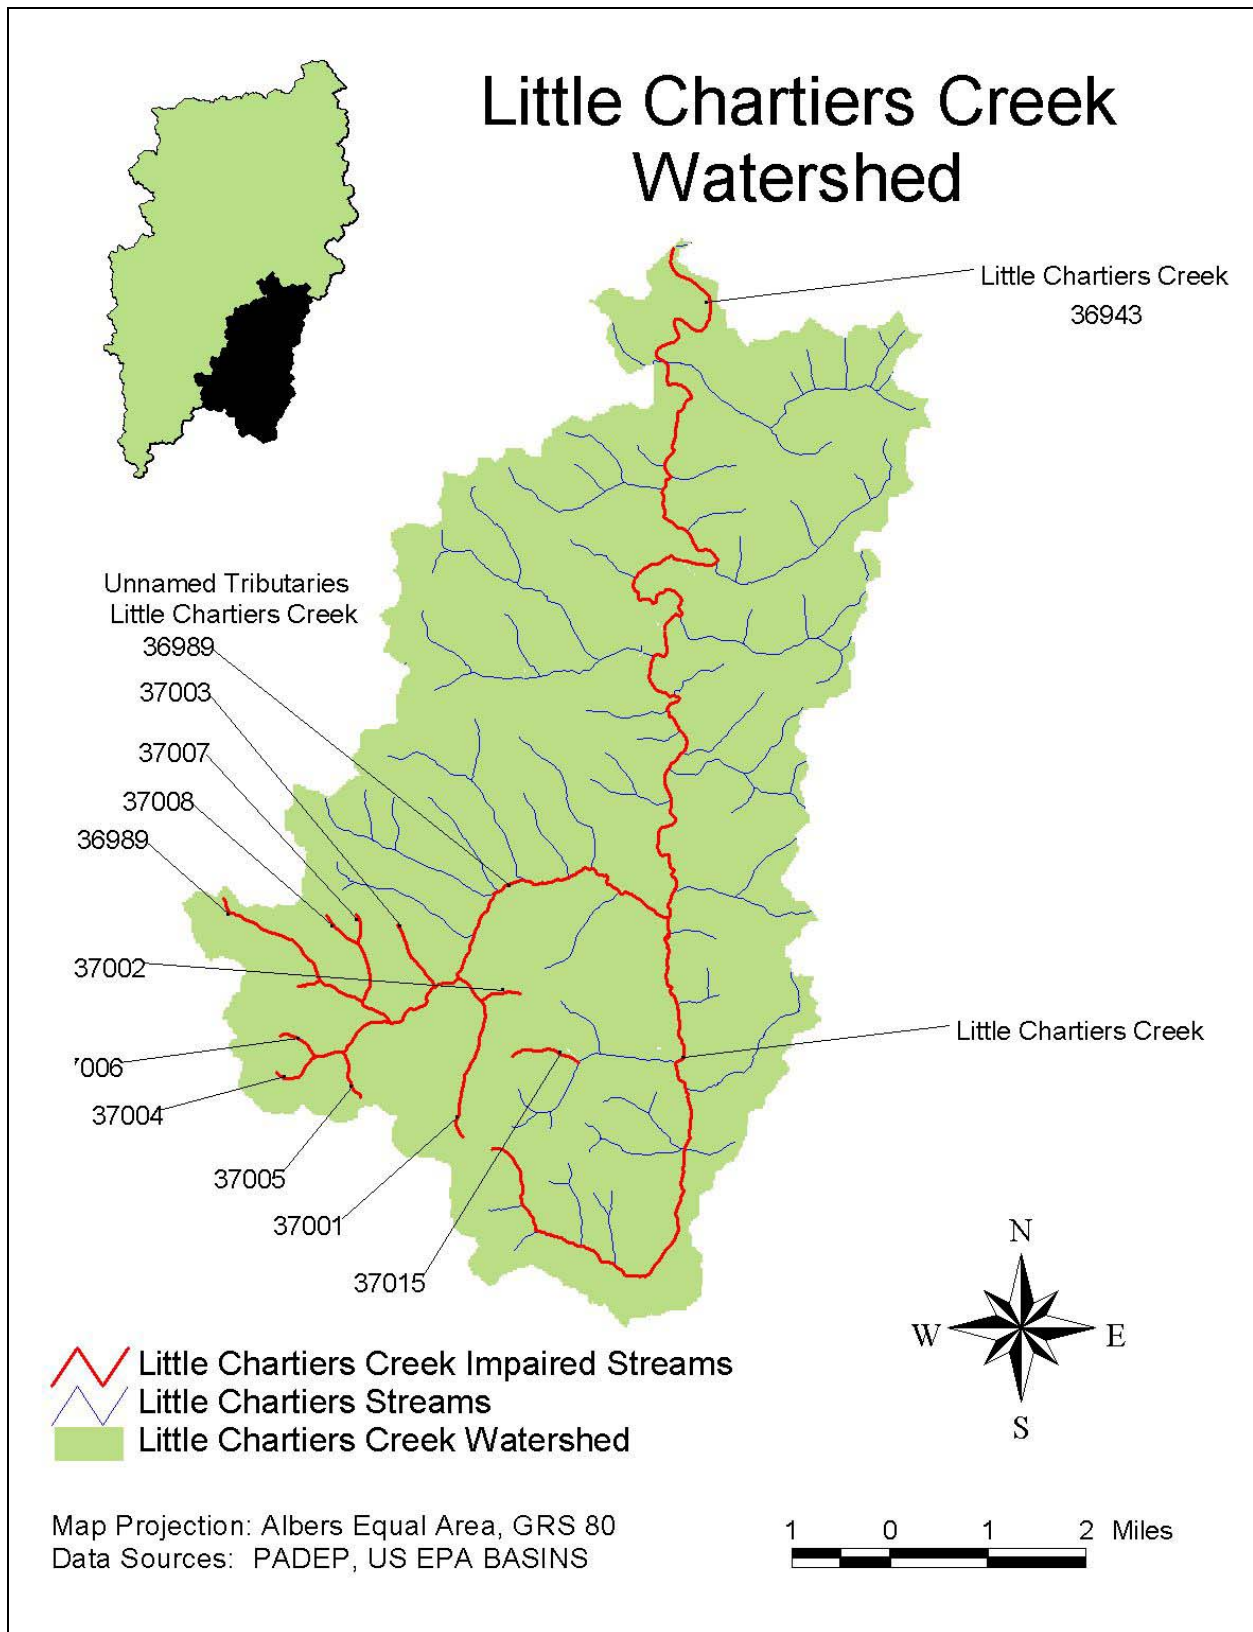 Little Chartiers Creek
Watershed
Little Chartiers Creek
36943
Unnamed Tributaries
Little Chartiers Creek
36989
37003
37007
37008
36989
37002
7006
37004
37005
37001
37015
Little Chartiers Creek
N
W
E
S
Little Chartiers Creek Impaired Streams
Little Chartiers Streams
Little Chartiers Creek Watershed
Map Projection: Albers Equal Area, GRS 80
Data Sources: PADEP, US EPA BASINS
1 0 1 2 Miles